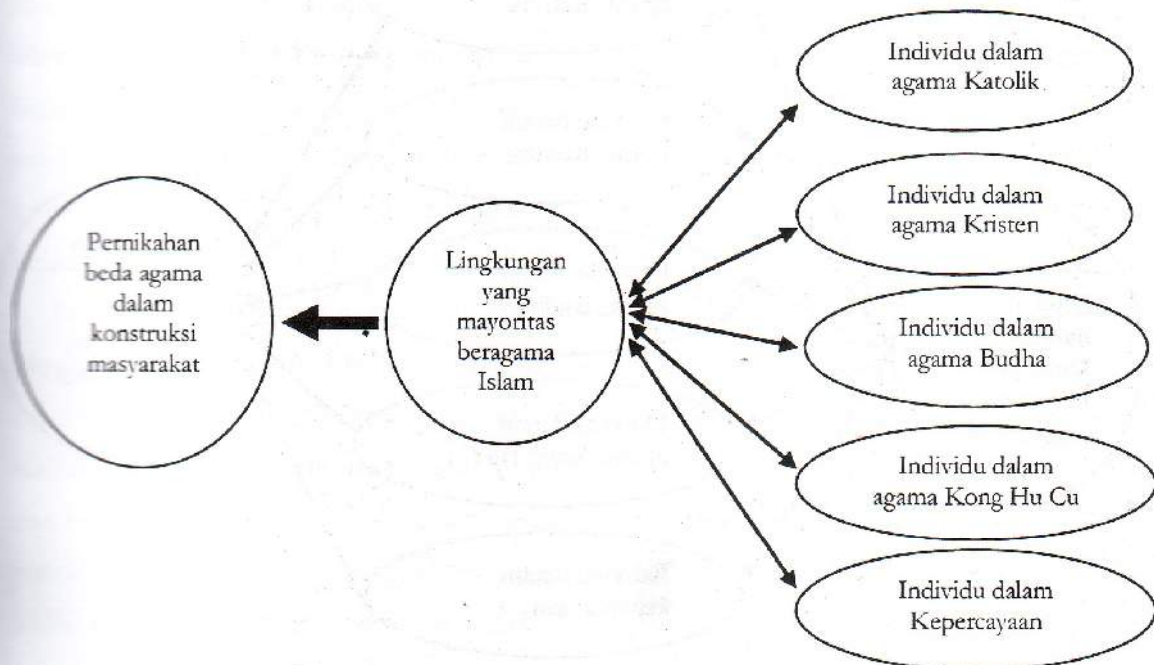 Pernikahan
beda agama
dalam
konstruksi
masyarakat
Lingkungan
yang
mayoritas
beragama
Islam
Individu dalam
agama Katolik
Individu dalam
agama Kristen
Individu dalam
agama Budha
Individu dalam
agama Kong Hu Cu
Individu dalam
Kepercayaan